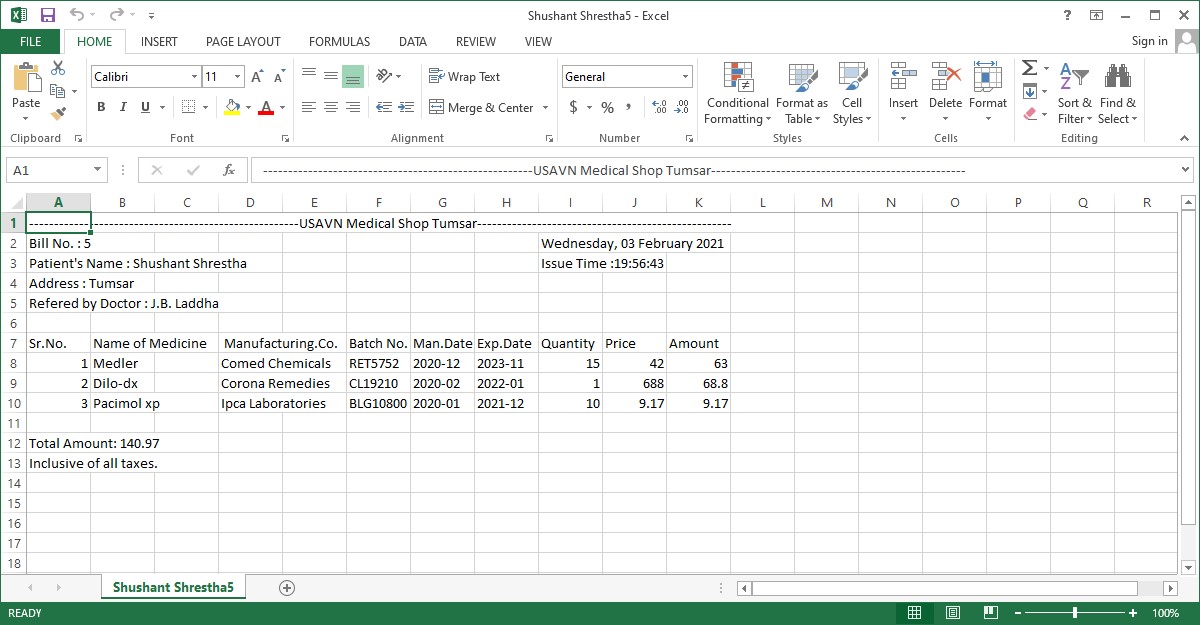 Shushant Shrestha5 - Excel
?
FILE HOME INSERT PAGE LAYOUT FORMULAS DATA REVIEW VIEW Sign in
Calibri 11 Wrap Text General
Paste B I U A Merge & Center $ % , Conditional Formatting Format as Table Cell Styles Insert Delete Format Σ Sort & Filter Find & Select
Clipboard Font Alignment Number Styles Cells Editing
A1 fx -----------------------------------------------------USAVN Medical Shop Tumsar--------------------------------------------------
A B C D E F G H I J K L M N O P Q R
1 -----------------------------------------------------USAVN Medical Shop Tumsar--------------------------------------------------
2 Bill No. : 5 Wednesday, 03 February 2021
3 Patient's Name : Shushant Shrestha Issue Time :19:56:43
4 Address : Tumsar
5 Refered by Doctor : J.B. Laddha
6
7 Sr.No. Name of Medicine Manufacturing.Co. Batch No. Man.Date Exp.Date Quantity Price Amount
8 1 Medler Comed Chemicals RET5752 2020-12 2023-11 15 42 63
9 2 Dilo-dx Corona Remedies CL19210 2020-02 2022-01 1 688 68.8
10 3 Pacimol xp Ipca Laboratories BLG10800 2020-01 2021-12 10 9.17 9.17
11
12 Total Amount: 140.97
13 Inclusive of all taxes.
14
15
16
17
18
Shushant Shrestha5
READY 100%